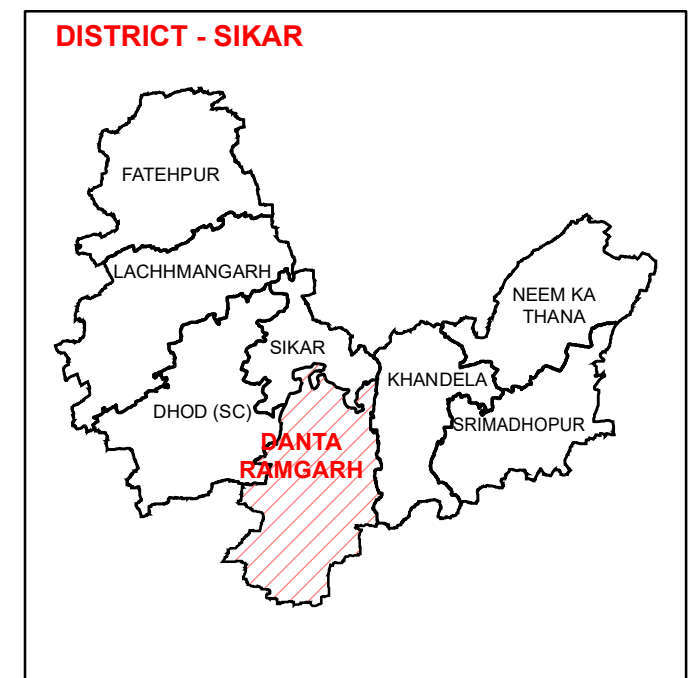 DISTRICT - SIKAR
FATEHPUR
LACHHMANGARH
NEEM KA
THANA
SIKAR
KHANDELA
DHOD (SC)
SRIMADHOPUR
DANTA
RAMGARH